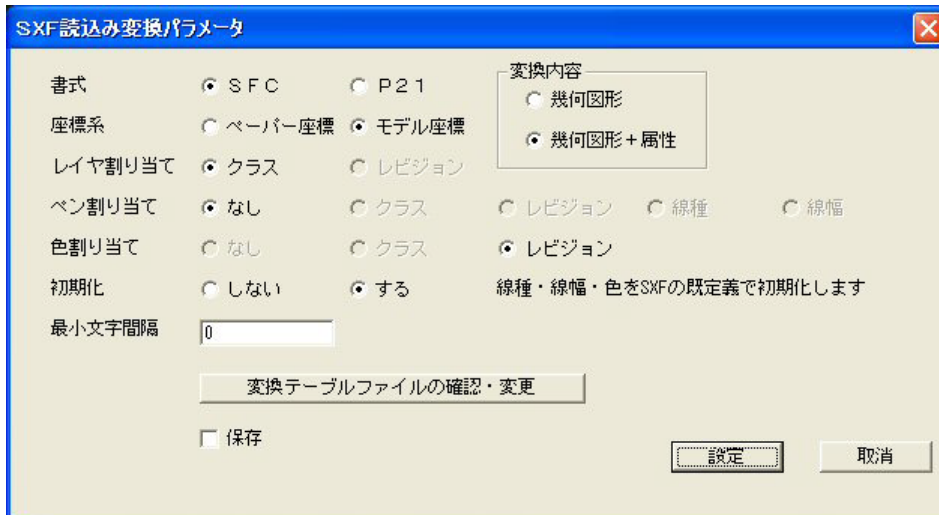 SXF読込み変換パラメータ
書式 SFC P21
変換内容
幾何図形
座標系 ペーパー座標 モデル座標
幾何図形+属性
レイヤ割り当て クラス レビジョン
ペン割り当て なし クラス レビジョン 線種 線幅
色割り当て なし クラス レビジョン
初期化 しない する 線種・線幅・色をSXFの既定義で初期化します
最小文字間隔 0
変換テーブルファイルの確認・変更
保存
設定 取消